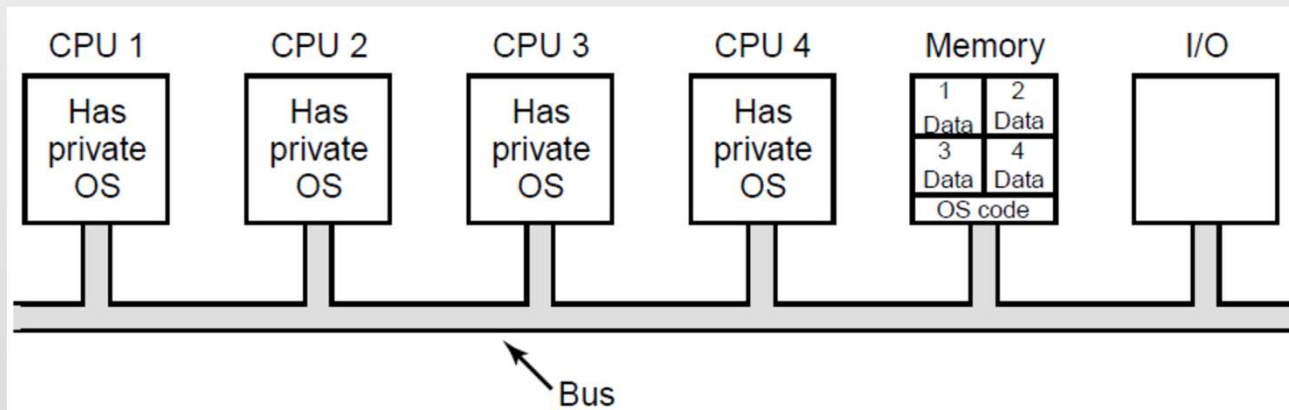 CPU 1
CPU 2
CPU 3
CPU 4
Memory
I/O
Has
private
OS
Has
private
OS
Has
private
OS
Has
private
OS
1
Data
2
Data
3
Data
4
Data
OS code
Bus